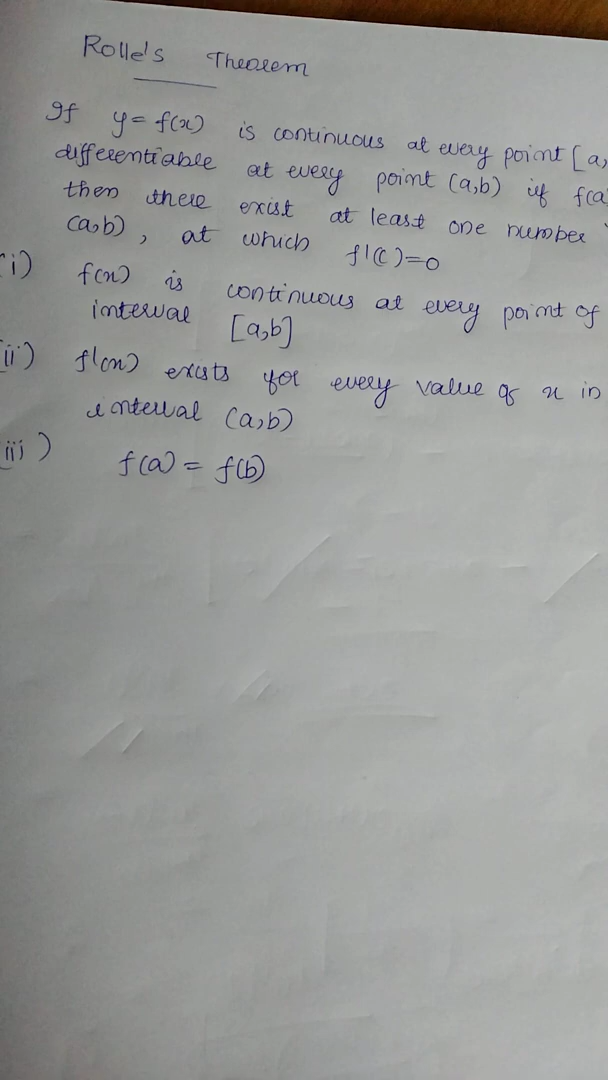 Rolle's Theorem
If y = f(x) is continuous at every point [a,
differentiable at every point (a,b) if f(a
then there exist at least one number
(a,b), at which f'(c)=0
(i) f(x) is continuous at every point of
interval [a,b]
(ii) f'(x) exists for every value of x in
interval (a,b)
(iii) f(a) = f(b)